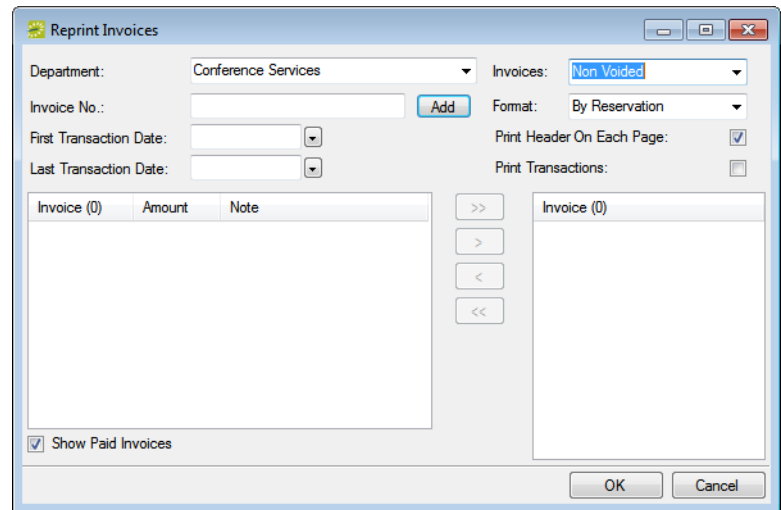 Reprint Invoices
Department: Conference Services Invoices: Non Voided
Invoice No.: Add Format: By Reservation
First Transaction Date: Print Header On Each Page:
Last Transaction Date: Print Transactions:
Invoice (0) Amount Note >> Invoice (0)
>
<
<<
Show Paid Invoices
OK Cancel